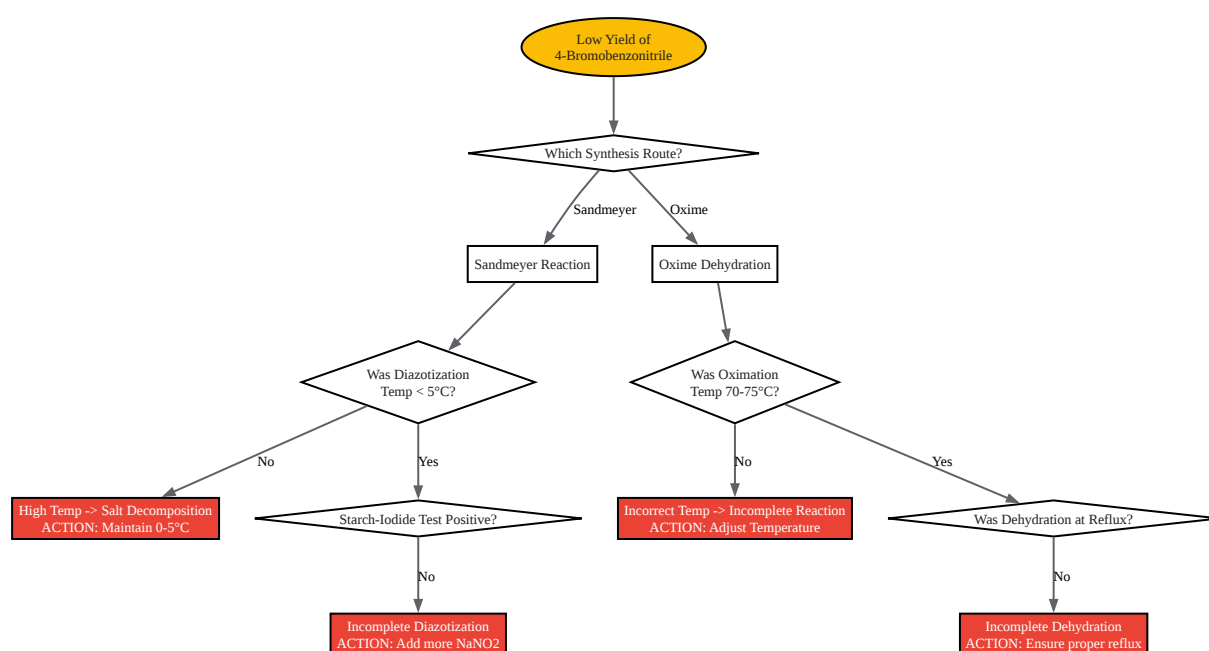 Low Yield of
4-Bromobenzonitrile
Which Synthesis Route?
Sandmeyer
Oxime
Sandmeyer Reaction
Oxime Dehydration
Was Diazotization
Temp < 5°C?
Was Oximation
Temp 70-75°C?
No
Yes
No
Yes
High Temp -> Salt Decomposition
ACTION: Maintain 0-5°C
Starch-Iodide Test Positive?
Incorrect Temp -> Incomplete Reaction
ACTION: Adjust Temperature
Was Dehydration at Reflux?
No
No
Incomplete Diazotization
ACTION: Add more NaNO2
Incomplete Dehydration
ACTION: Ensure proper reflux